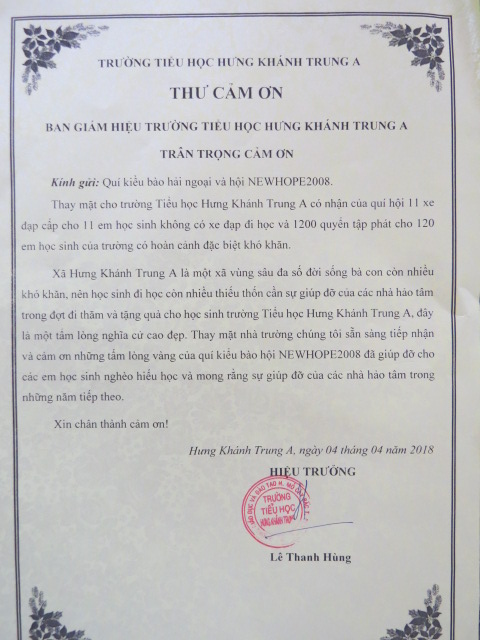 TRƯỜNG TIỂU HỌC HƯNG KHÁNH TRUNG A
THƯ CẢM ƠN
BAN GIÁM HIỆU TRƯỜNG TIỂU HỌC HƯNG KHÁNH TRUNG A
TRÂN TRỌNG CẢM ƠN
Kính gửi: Quí kiều bào hải ngoại và hội NEWHOPE2008.
Thay mặt cho trường Tiểu học Hưng Khánh Trung A có nhận của quí hội 11 xe
đạp cấp cho 11 em học sinh không có xe đạp đi học và 1200 quyển tập phát cho 120
em học sinh của trường có hoàn cảnh đặc biệt khó khăn.
Xã Hưng Khánh Trung A là một xã vùng sâu đa số đời sống bà con còn nhiều
khó khăn, nên học sinh đi học còn nhiều thiếu thốn cần sự giúp đỡ của các nhà hảo tâm
trong đợt đi thăm và tặng quà cho học sinh trường Tiểu học Hưng Khánh Trung A, đây
là một tấm lòng nghĩa cử cao đẹp. Thay mặt nhà trường chúng tôi sẵn sàng tiếp nhận
và cảm ơn những tấm lòng vàng của quí kiều bào hội NEWHOPE2008 đã giúp đỡ cho
các em học sinh nghèo hiếu học và mong rằng sự giúp đỡ của các nhà hảo tâm trong
những năm tiếp theo.
Xin chân thành cảm ơn!
Hưng Khánh Trung A, ngày 04 tháng 04 năm 2018
HIỆU TRƯỞNG
TRƯỜNG
TIỂU HỌC
HƯNG KHÁNH TRUNG
Lê Thanh Hùng